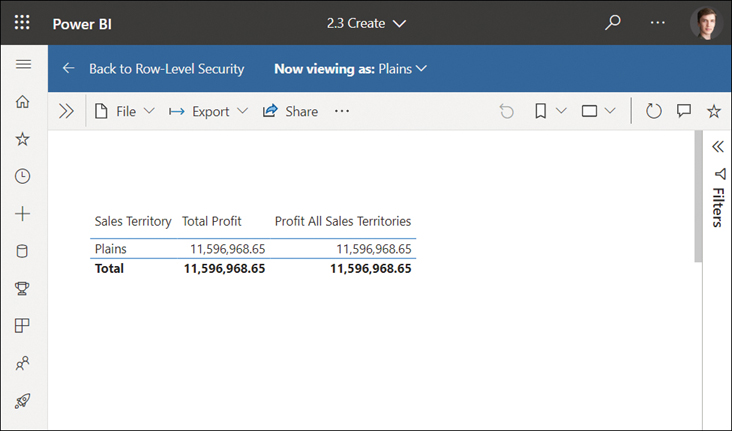 Power BI 2.3 Create
Back to Row-Level Security Now viewing as: Plains
File Export Share
Sales Territory Total Profit Profit All Sales Territories
Plains 11,596,968.65 11,596,968.65
Total 11,596,968.65 11,596,968.65
Filters